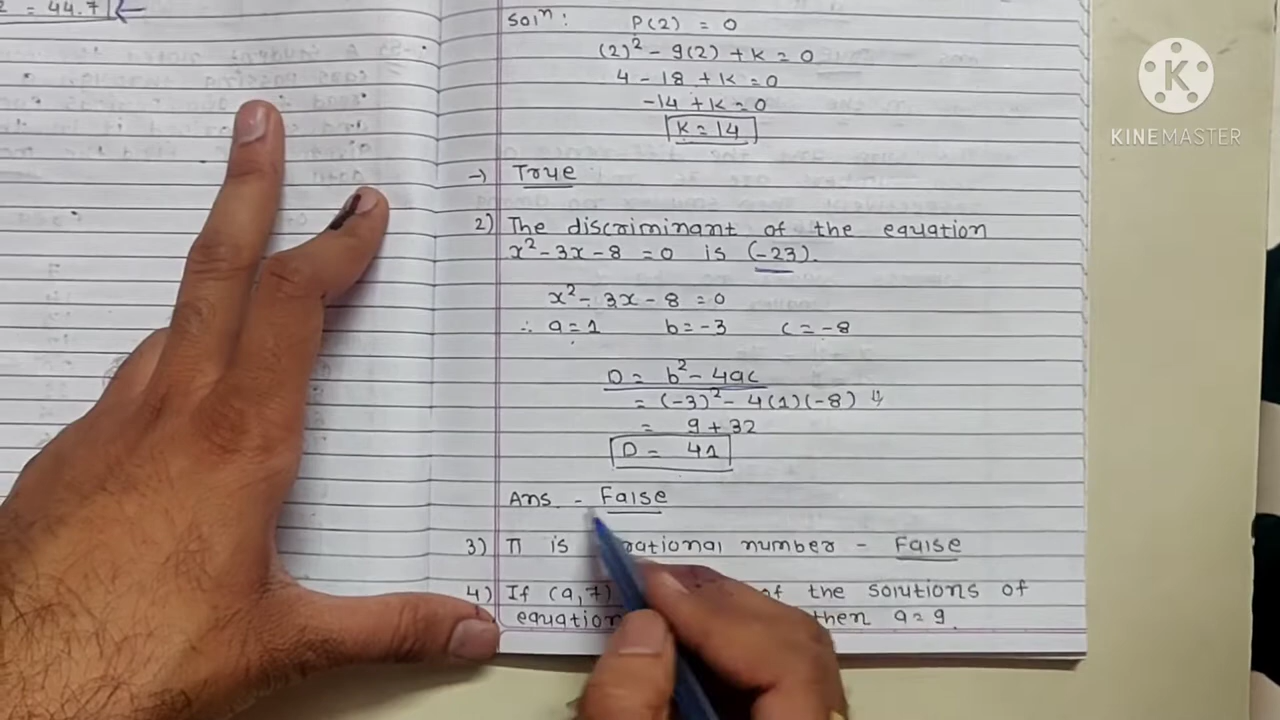 2 = 44.7
Soln:
P(2) = 0
(2)² - 9(2) + k = 0
4 - 18 + k = 0
-14 + k = 0
k = 14
→ True
2) The discriminant of the equation
x² - 3x - 8 = 0 is (-23).
x² - 3x - 8 = 0
∴ a = 1 b = -3 c = -8
D = b² - 4ac
= (-3)² - 4(1)(-8)
= 9 + 32
D = 41
Ans - False
3) π is rational number - False
4) If (a,7) of the solutions of
equation then a = 9.
K
KINEMASTER